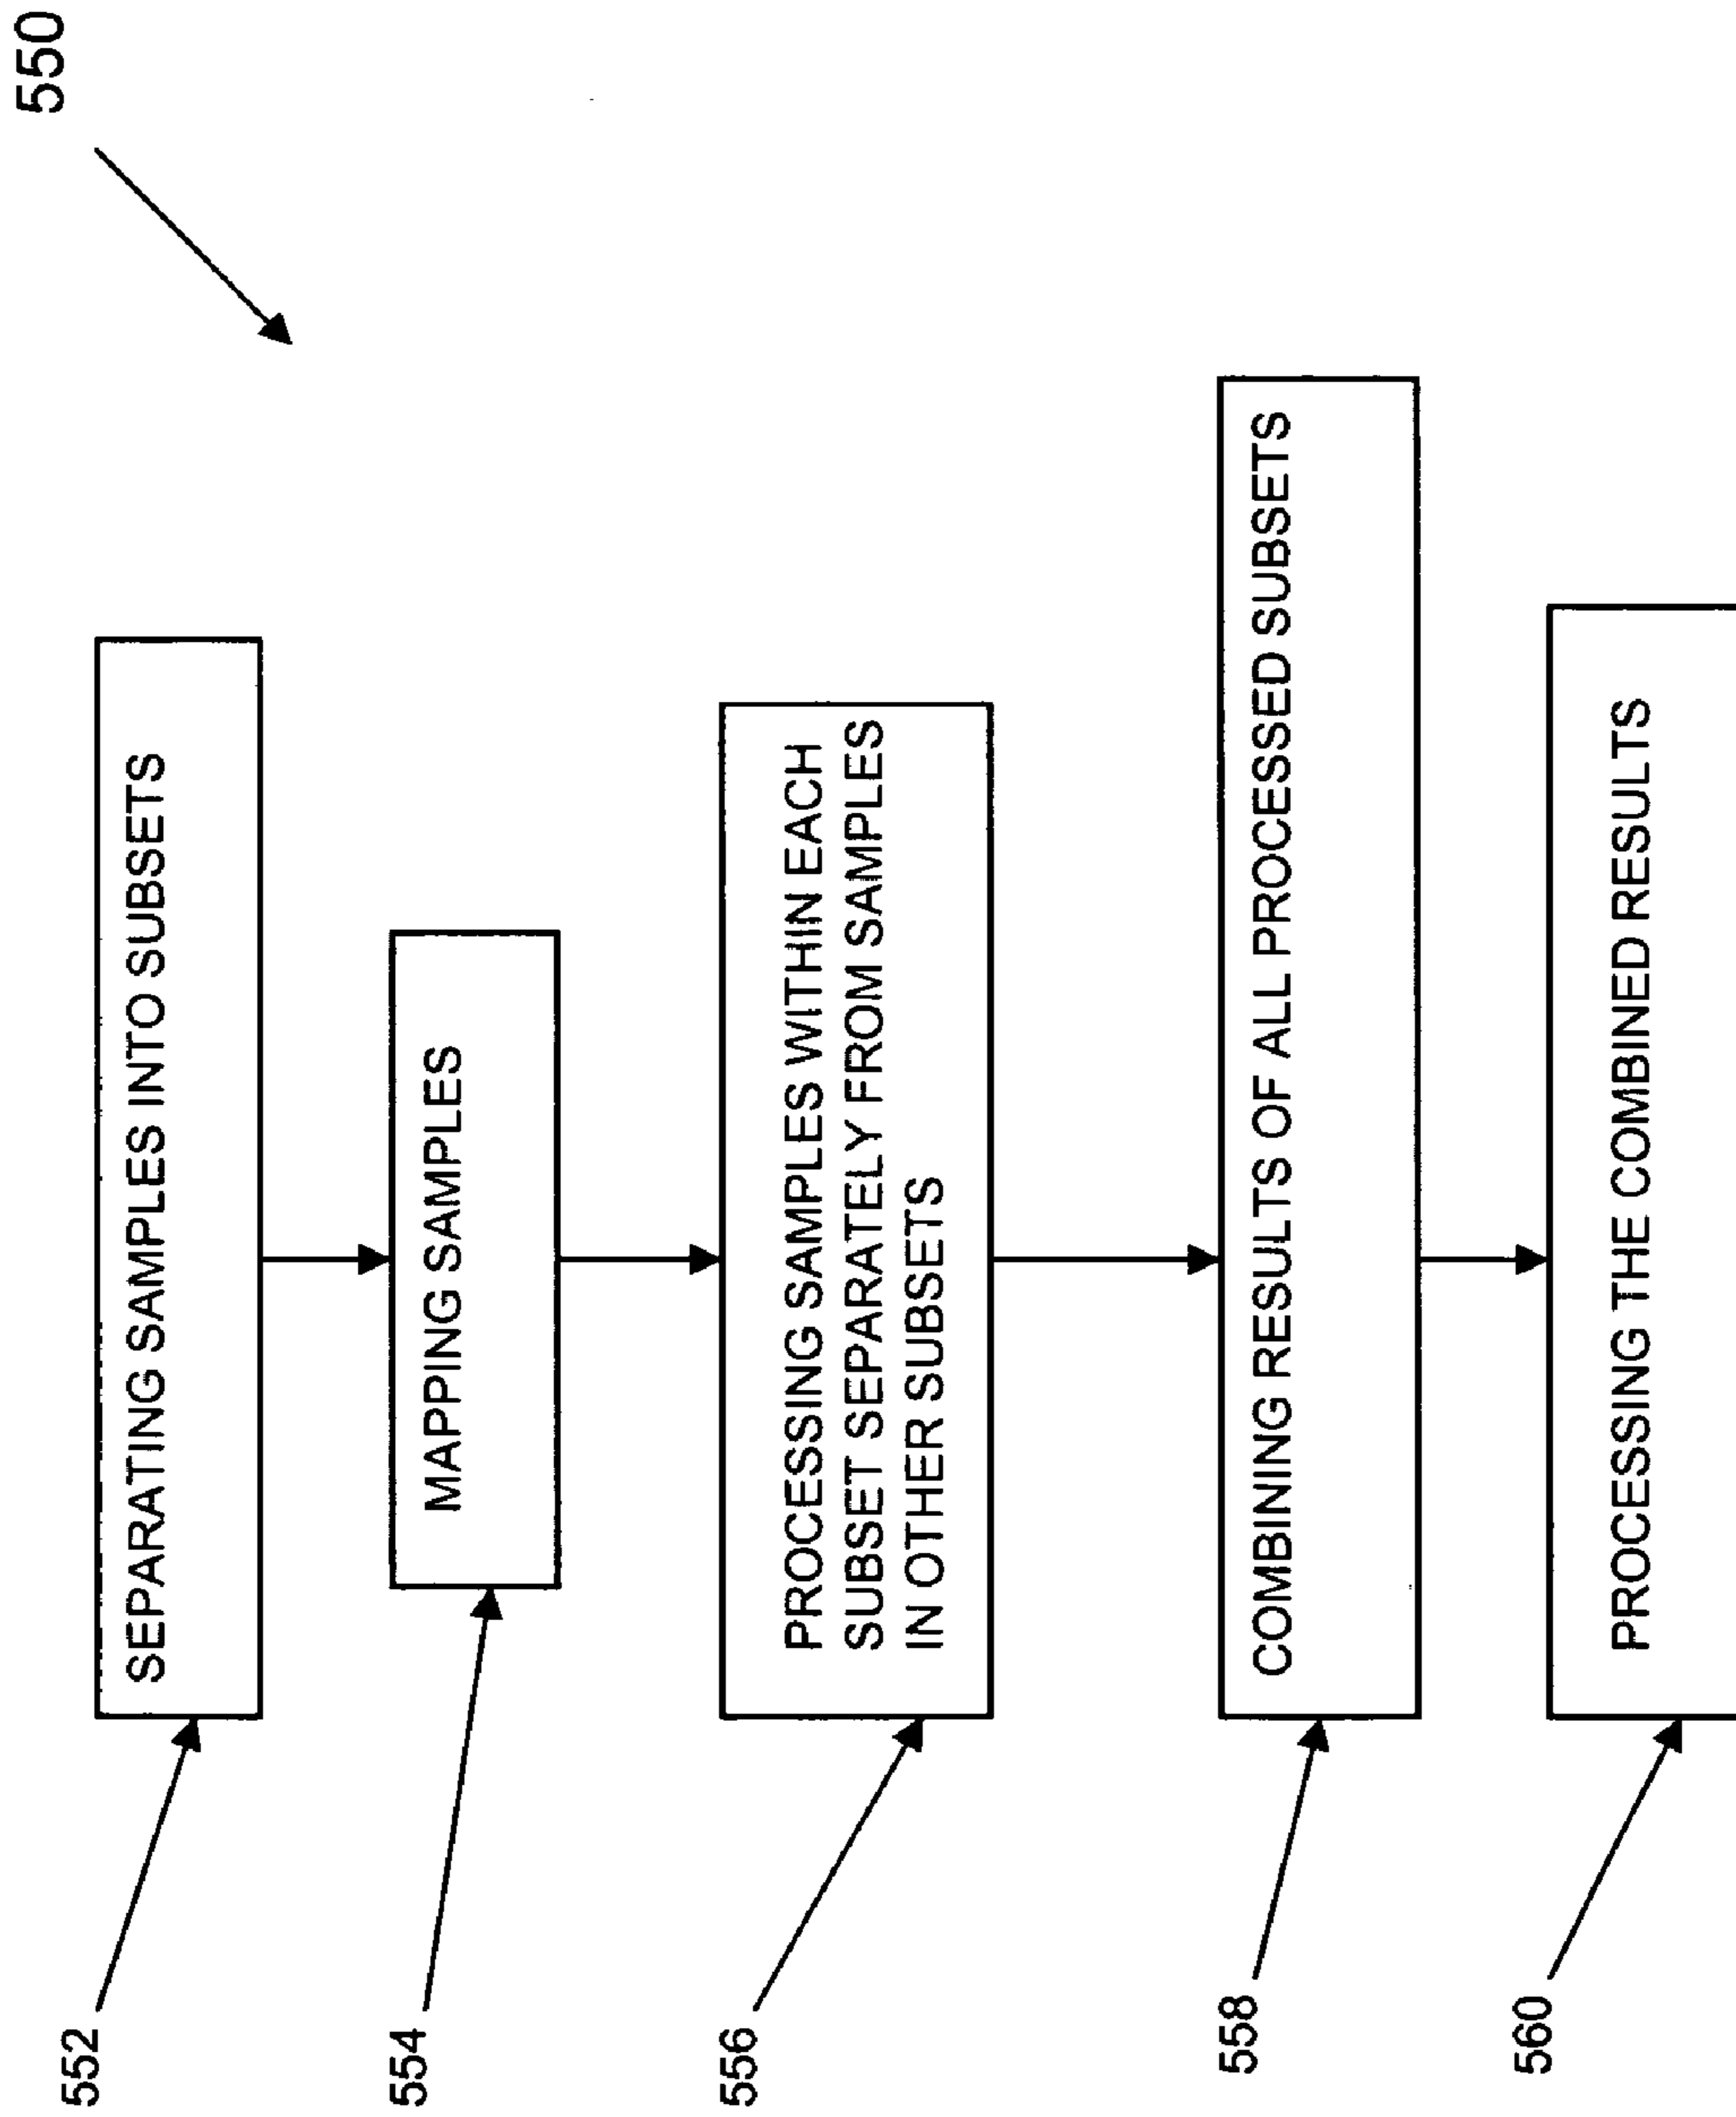 550
552
SEPARATING SAMPLES INTO SUBSETS
554
MAPPING SAMPLES
556
PROCESSING SAMPLES WITHIN EACH
SUBSET SEPARATELY FROM SAMPLES
IN OTHER SUBSETS
558
COMBINING RESULTS OF ALL PROCESSED SUBSETS
560
PROCESSING THE COMBINED RESULTS